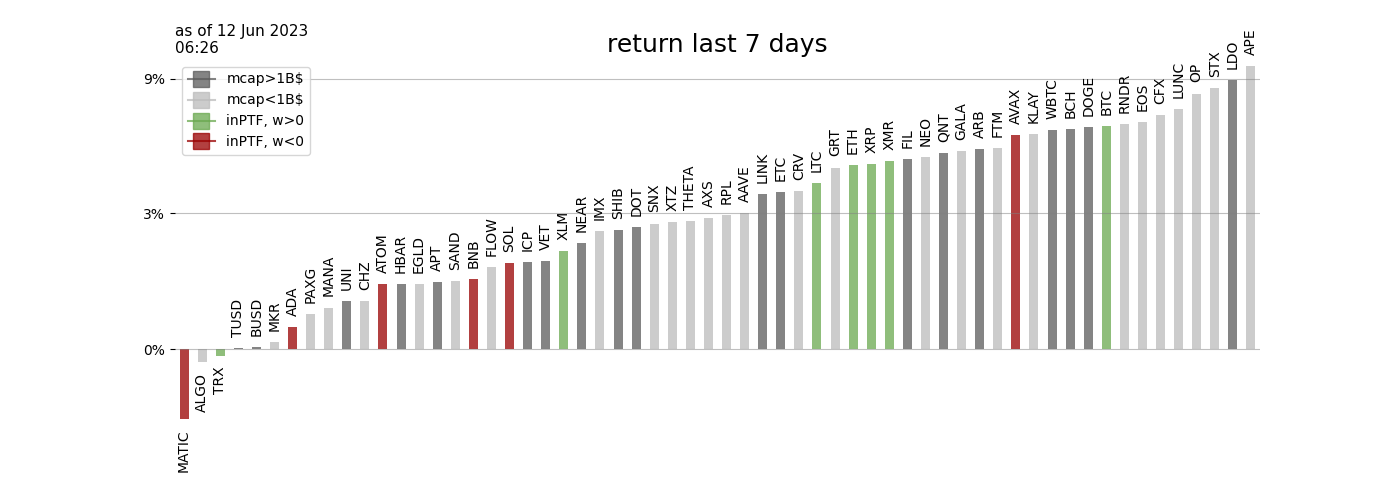 as of 12 Jun 2023
06:26
return last 7 days
mcap>1B$
mcap<1B$
inPTF, w>0
inPTF, w<0
9%
3%
0%
MATIC
ALGO
TRX
TUSD
BUSD
MKR
ADA
PAXG
MANA
UNI
CHZ
ATOM
HBAR
EGLD
APT
SAND
BNB
FLOW
SOL
ICP
VET
XLM
NEAR
IMX
SHIB
DOT
SNX
XTZ
THETA
AXS
RPL
AAVE
LINK
ETC
CRV
LTC
GRT
ETH
XRP
XMR
FIL
NEO
QNT
GALA
ARB
FTM
AVAX
KLAY
WBTC
BCH
DOGE
BTC
RNDR
EOS
CFX
LUNC
OP
STX
LDO
APE